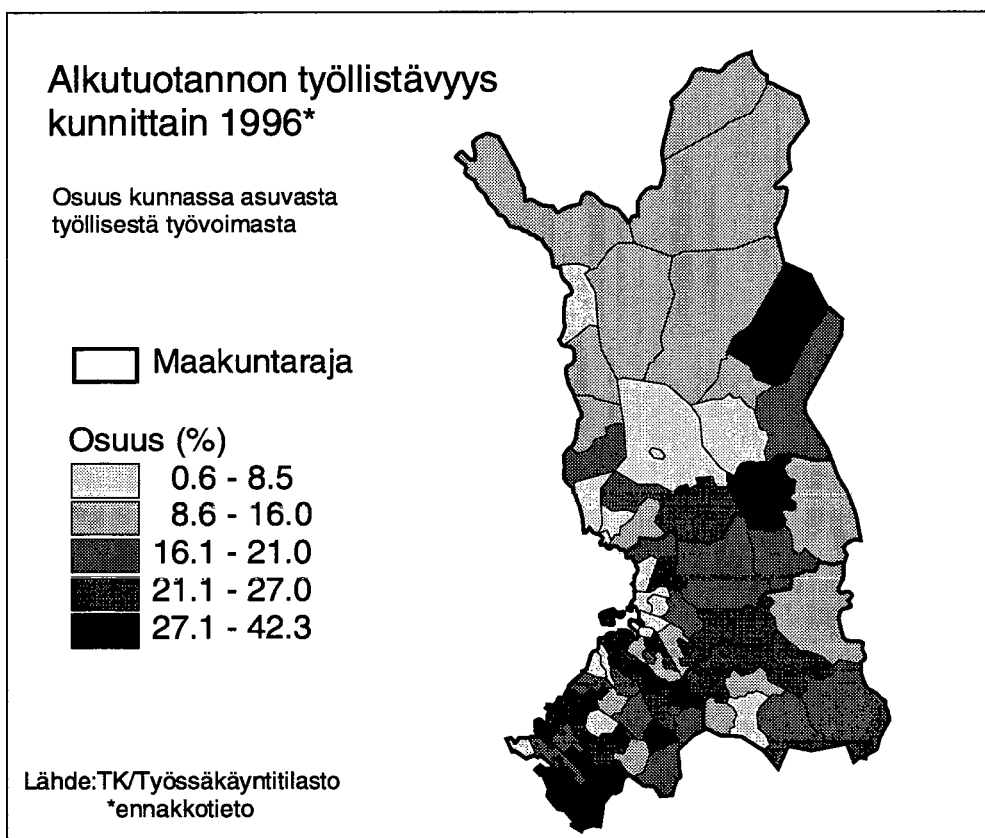 Alkutuotannon työllistävyys
kunnittain 1996*
Osuus kunnassa asuvasta
työllisestä työvoimasta
Maakuntaraja
Osuus (%)
0.6 - 8.5
8.6 - 16.0
16.1 - 21.0
21.1 - 27.0
27.1 - 42.3
Lähde:TK/Työssäkäyntitilasto
*ennakkotieto